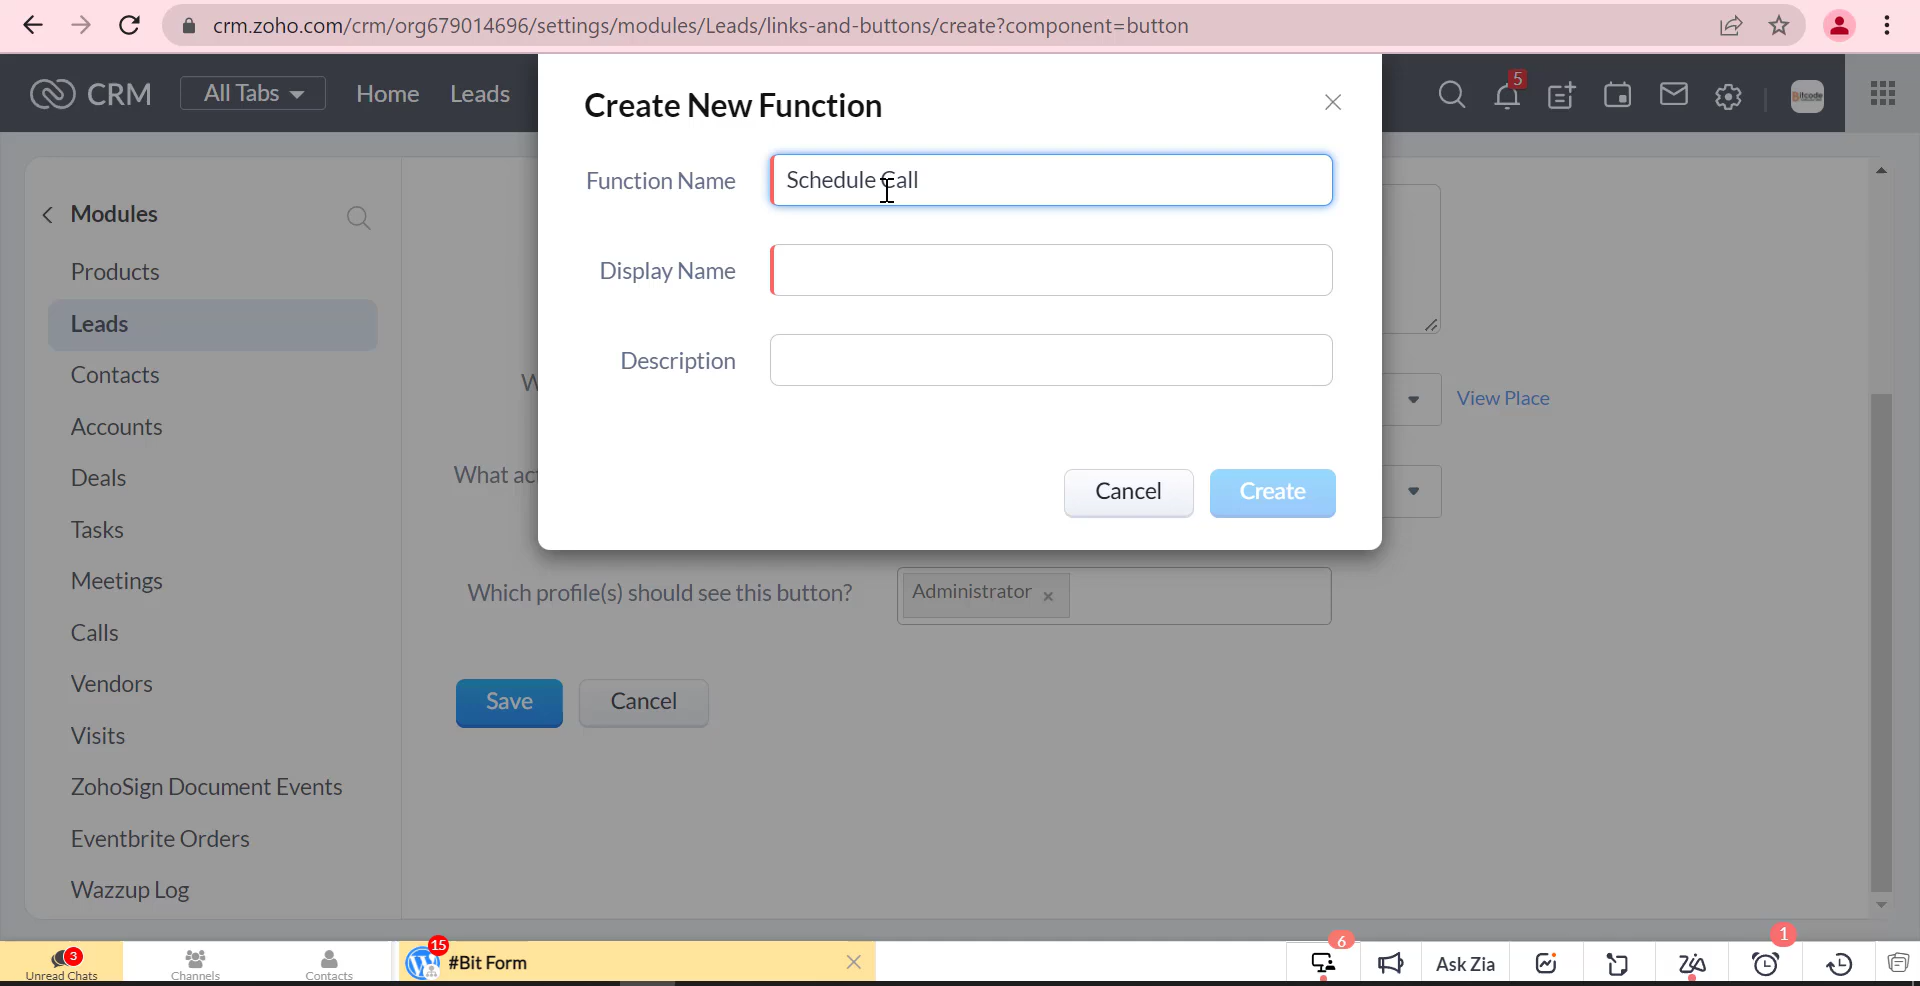 crm.zoho.com/crm/org679014696/settings/modules/Leads/links-and-buttons/create?component=button
CRM
All Tabs
Home
Leads
5
Bitcode
Create New Function
Function Name
Schedule Call
Display Name
Description
Cancel
Create
Modules
Products
Leads
Contacts
Accounts
Deals
Tasks
Meetings
Calls
Vendors
Visits
ZohoSign Document Events
Eventbrite Orders
Wazzup Log
W
View Place
What act
Which profile(s) should see this button?
Administrator ×
Save
Cancel
3
Unread Chats
Channels
Contacts
15
#Bit Form
6
Ask Zia
1